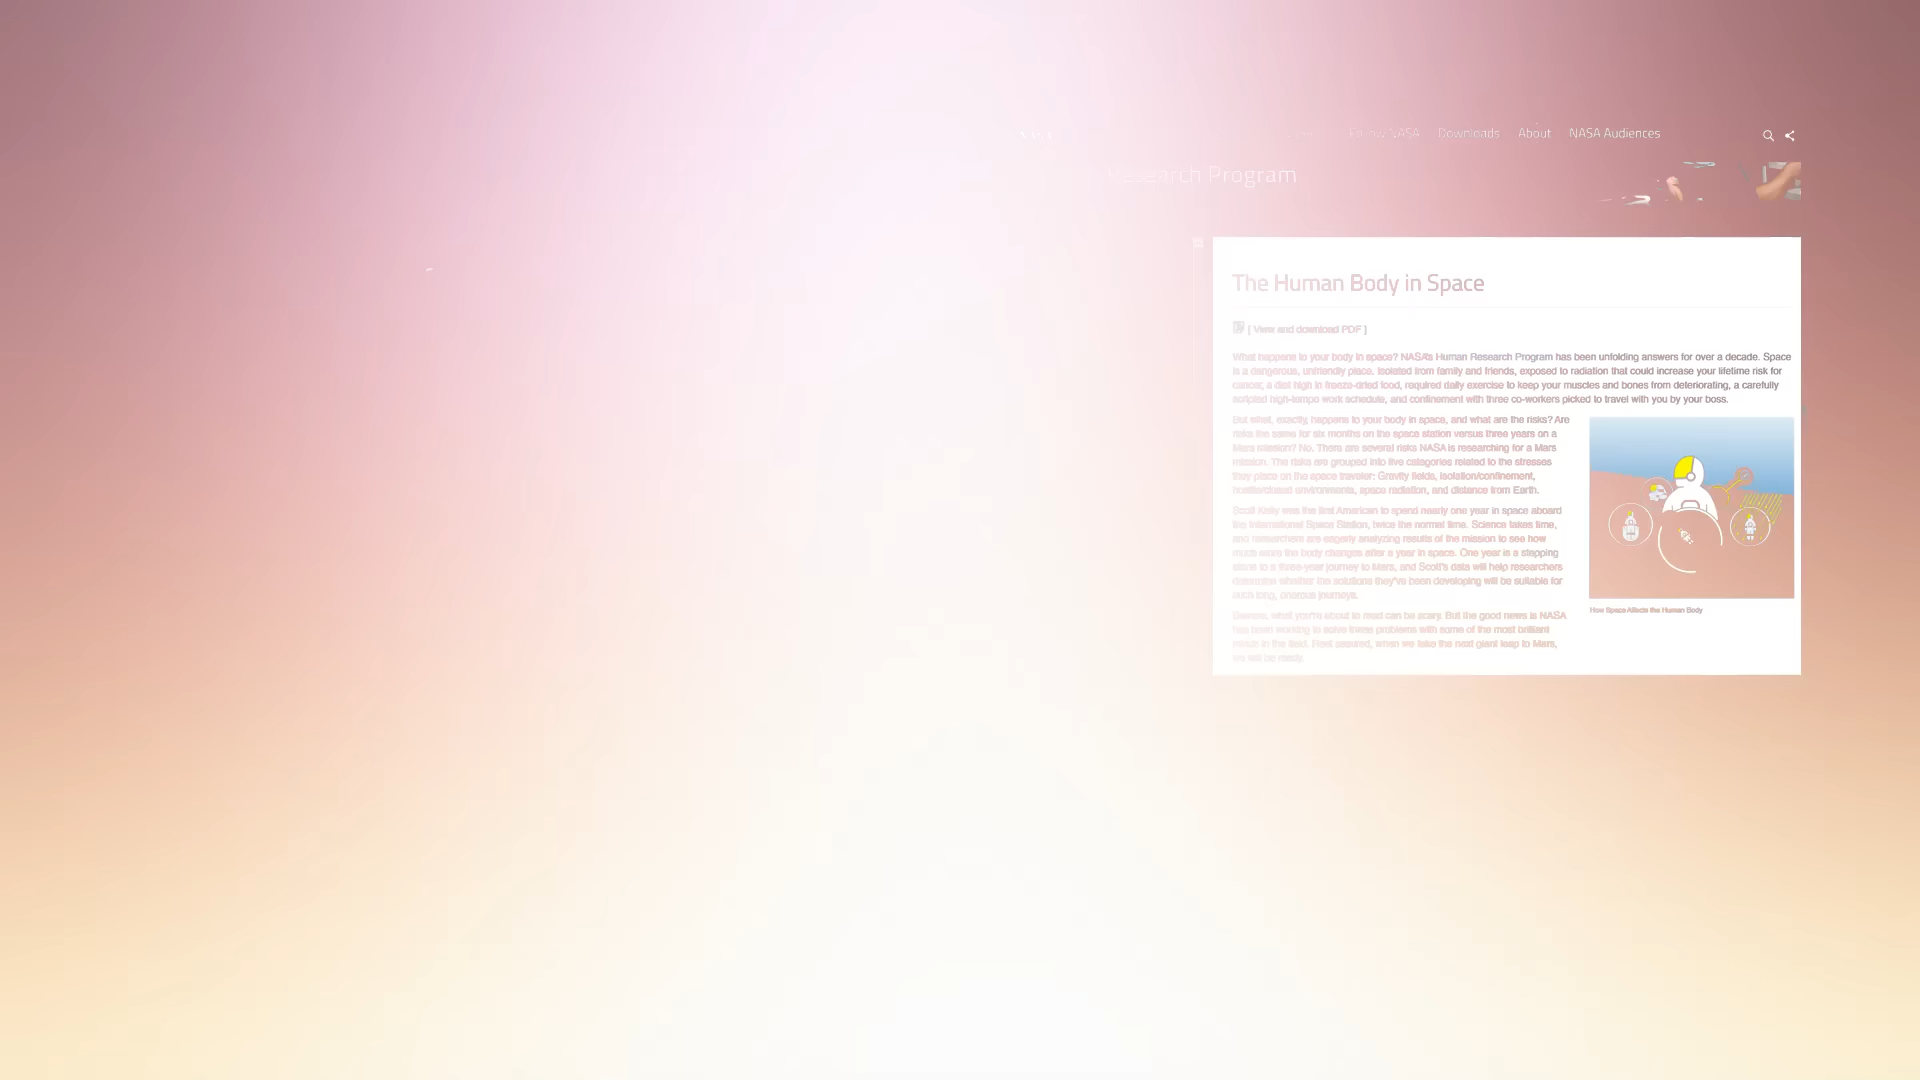 Follow NASA Downloads About NASA Audiences
Research Program
The Human Body in Space
[ View and download PDF ]
What happens to your body in space? NASA's Human Research Program has been unfolding answers for over a decade. Space
is a dangerous, unfriendly place. Isolated from family and friends, exposed to radiation that could increase your lifetime risk for
cancer, a diet high in freeze-dried food, required daily exercise to keep your muscles and bones from deteriorating, a carefully
scripted high-tempo work schedule, and confinement with three co-workers picked to travel with you by your boss.
But what, exactly, happens to your body in space, and what are the risks? Are
risks the same for six months on the space station versus three years on a
Mars mission? No. There are several risks NASA is researching for a Mars
mission. The risks are grouped into five categories related to the stresses
they place on the space traveler: Gravity fields, isolation/confinement,
hostile/closed environments, space radiation, and distance from Earth.
Scott Kelly was the first American to spend nearly one year in space aboard
the International Space Station, twice the normal time. Science takes time,
and researchers are eagerly analyzing results of the mission to see how
much more the body changes after a year in space. One year is a stepping
stone to a three-year journey to Mars, and Scott's data will help researchers
determine whether the solutions they've been developing will be suitable for
such long, onerous journeys.
Beware, what you're about to read can be scary. But the good news is NASA
has been working to solve these problems with some of the most brilliant
minds in the field. Rest assured, when we take the next giant leap to Mars,
we will be ready.
How Space Affects the Human Body